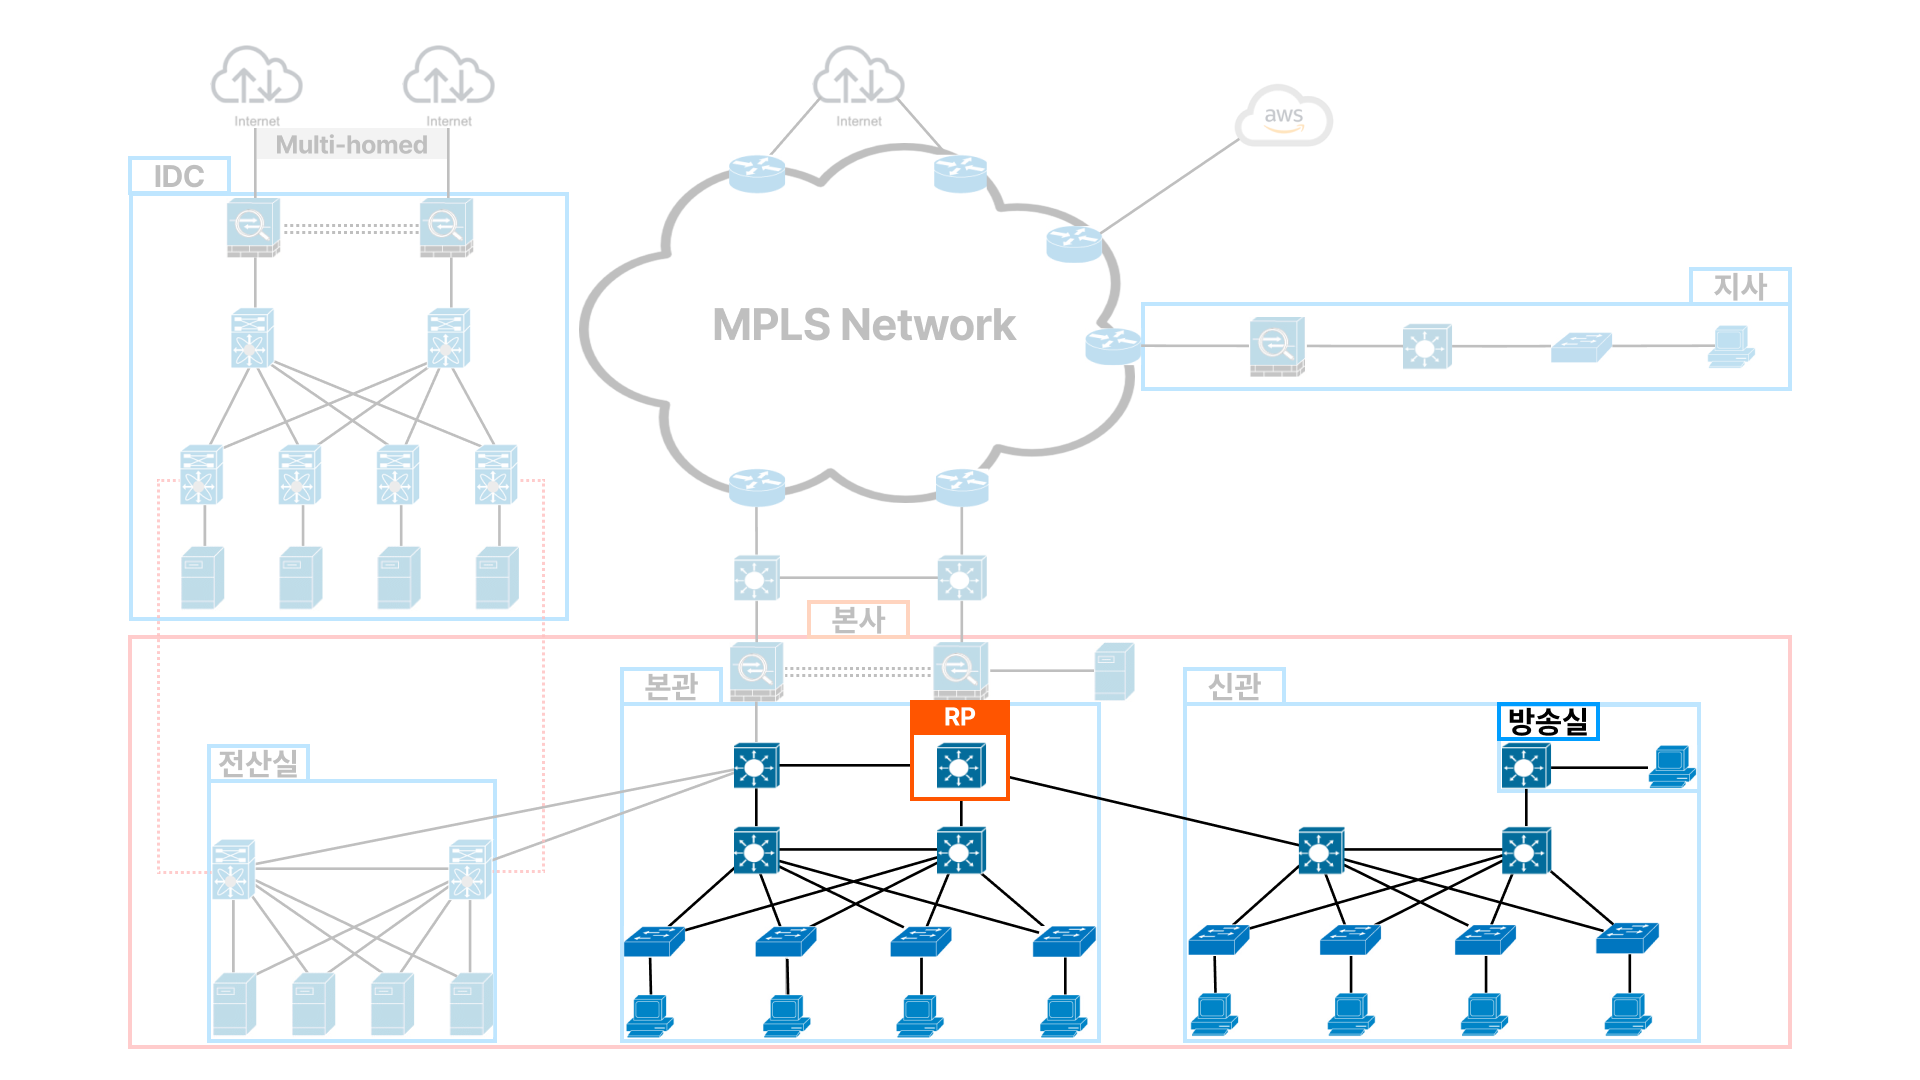 Internet
Internet
Internet
aws
Multi-homed
IDC
지사
MPLS Network
본사
본관
신관
RP
방송실
전산실